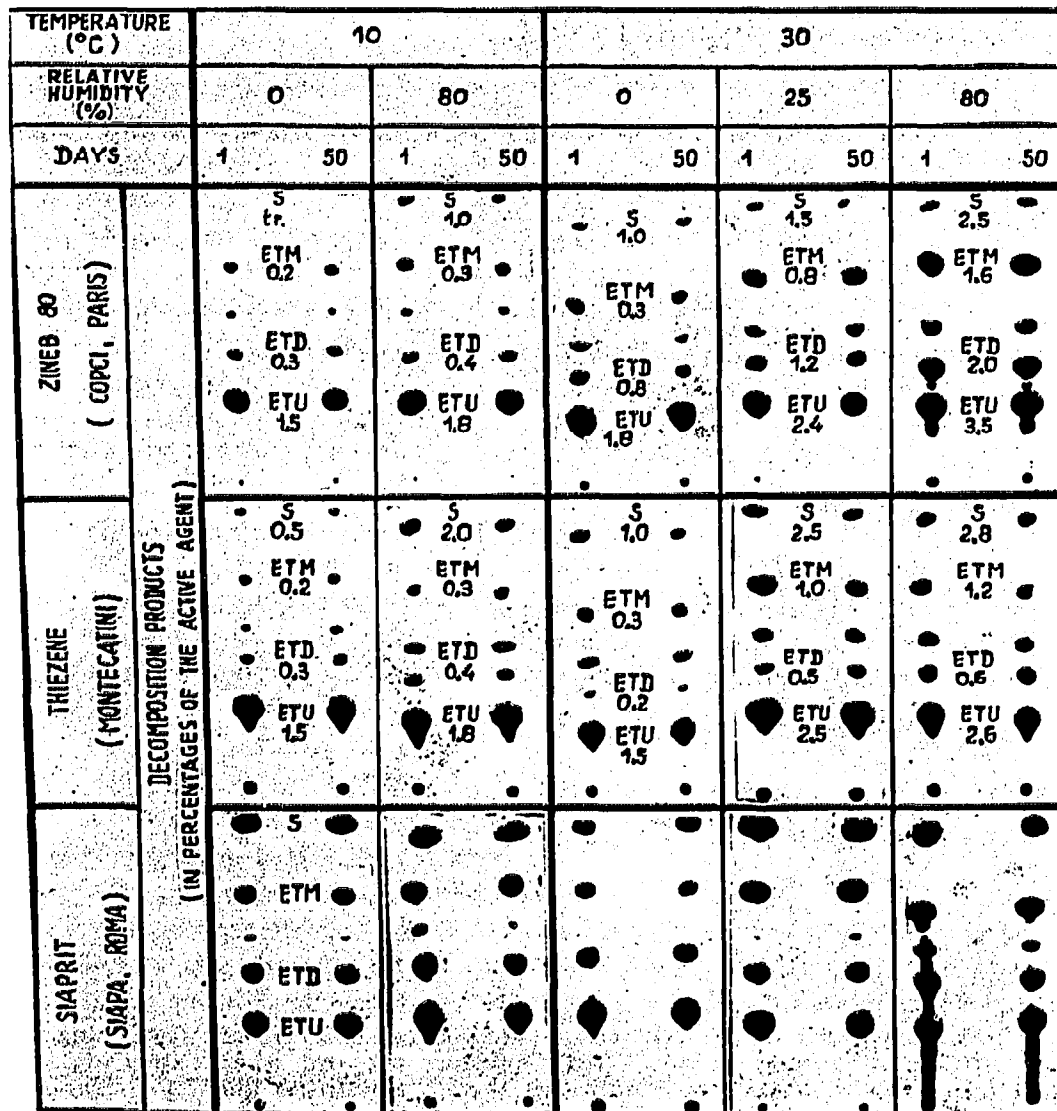 TEMPERATURE
(°C)
10
30
RELATIVE
HUMIDITY
(%)
0
80
0
25
80
DAYS
1
50
1
50
1
50
1
50
1
50
ZINEB 80
( COPCI, PARIS)
DECOMPOSITION PRODUCTS
(IN PERCENTAGES OF THE ACTIVE AGENT)
S
tr.
ETM
0.2
ETD
0.3
ETU
1.5
S
1.0
ETM
0.3
ETD
0.4
ETU
1.8
S
1.0
ETM
0.3
ETD
0.8
ETU
1.8
S
1.5
ETM
0.8
ETD
1.2
ETU
2.4
S
2.5
ETM
1.6
ETD
2.0
ETU
3.5
THIEZENE
(MONTECATINI)
S
0.5
ETM
0.2
ETD
0.3
ETU
1.5
S
2.0
ETM
0.3
ETD
0.4
ETU
1.8
S
1.0
ETM
0.3
ETD
0.2
ETU
1.5
S
2.5
ETM
1.0
ETD
0.5
ETU
2.5
S
2.8
ETM
1.2
ETD
0.6
ETU
2.6
SIAPRIT
(SIAPA, ROMA)
S
ETM
ETD
ETU